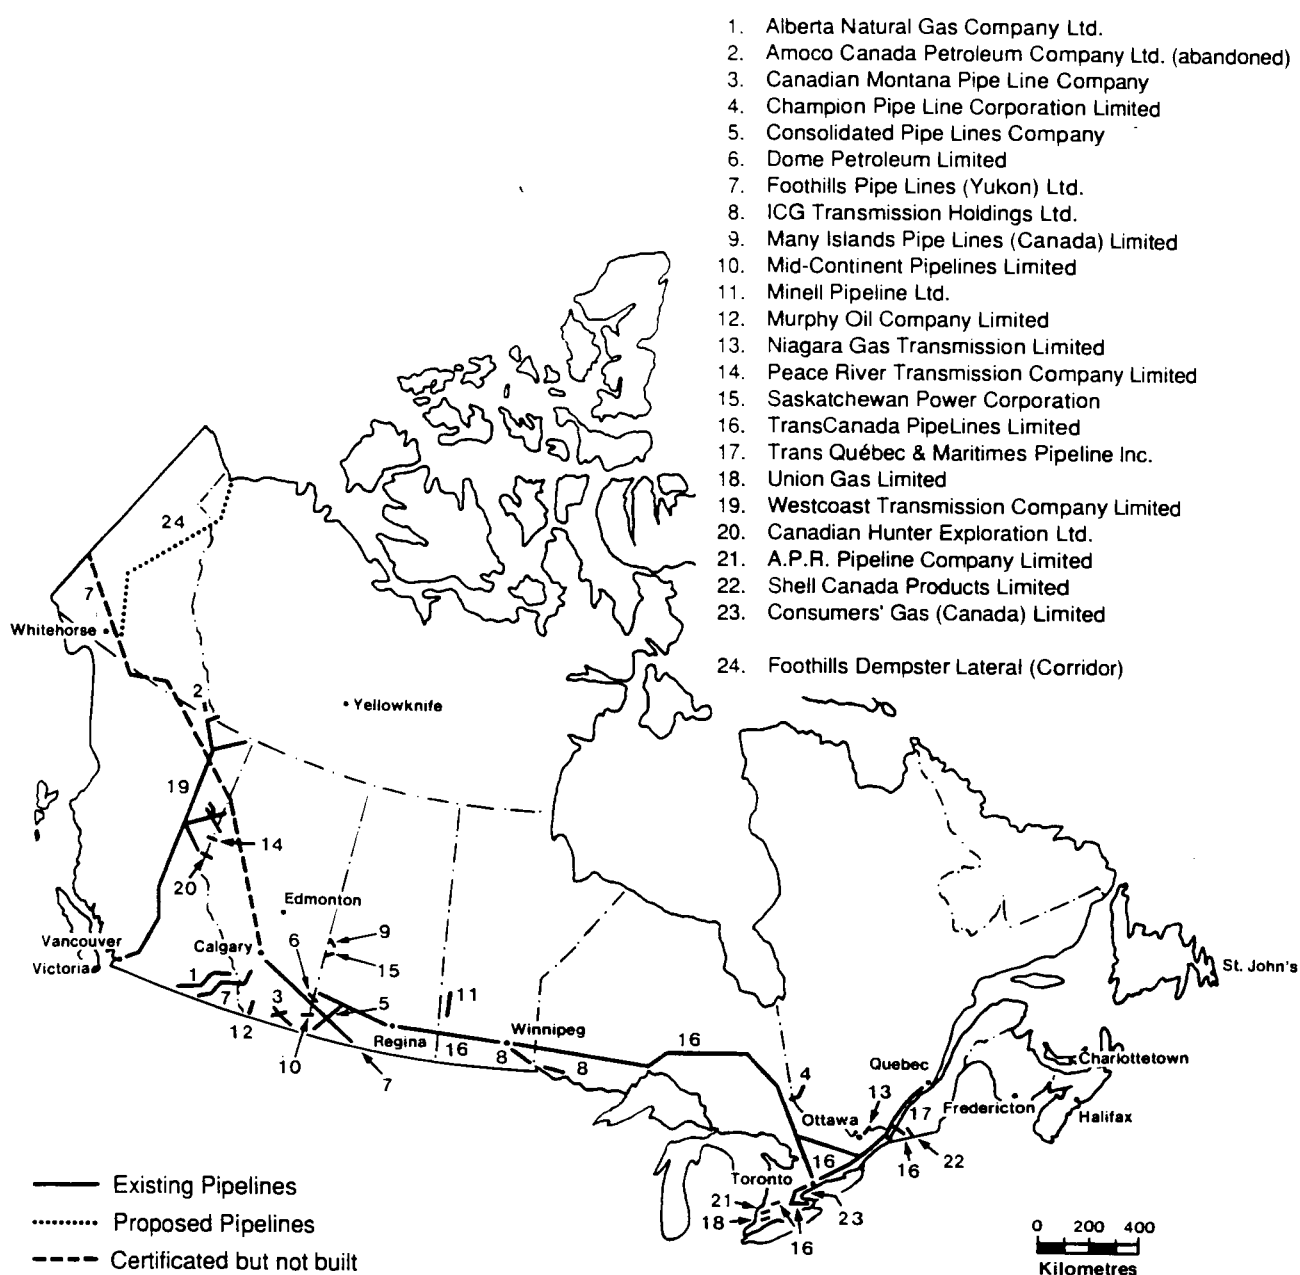 1. Alberta Natural Gas Company Ltd.
2. Amoco Canada Petroleum Company Ltd. (abandoned)
3. Canadian Montana Pipe Line Company
4. Champion Pipe Line Corporation Limited
5. Consolidated Pipe Lines Company
6. Dome Petroleum Limited
7. Foothills Pipe Lines (Yukon) Ltd.
8. ICG Transmission Holdings Ltd.
9. Many Islands Pipe Lines (Canada) Limited
10. Mid-Continent Pipelines Limited
11. Minell Pipeline Ltd.
12. Murphy Oil Company Limited
13. Niagara Gas Transmission Limited
14. Peace River Transmission Company Limited
15. Saskatchewan Power Corporation
16. TransCanada PipeLines Limited
17. Trans Québec & Maritimes Pipeline Inc.
18. Union Gas Limited
19. Westcoast Transmission Company Limited
20. Canadian Hunter Exploration Ltd.
21. A.P.R. Pipeline Company Limited
22. Shell Canada Products Limited
23. Consumers' Gas (Canada) Limited
24. Foothills Dempster Lateral (Corridor)
24
7
Whitehorse
2
Yellowknife
19
14
20
Edmonton
Vancouver
Calgary
9
Victoria
6
15
St. John's
1
7
3
5
11
12
Regina
16
Winnipeg
16
10
8
8
7
4
Quebec
Charlottetown
13
Ottawa
17
Fredericton
Halifax
16
22
16
Toronto
21
18
23
16
Existing Pipelines
Proposed Pipelines
Certificated but not built
0 200 400
Kilometres